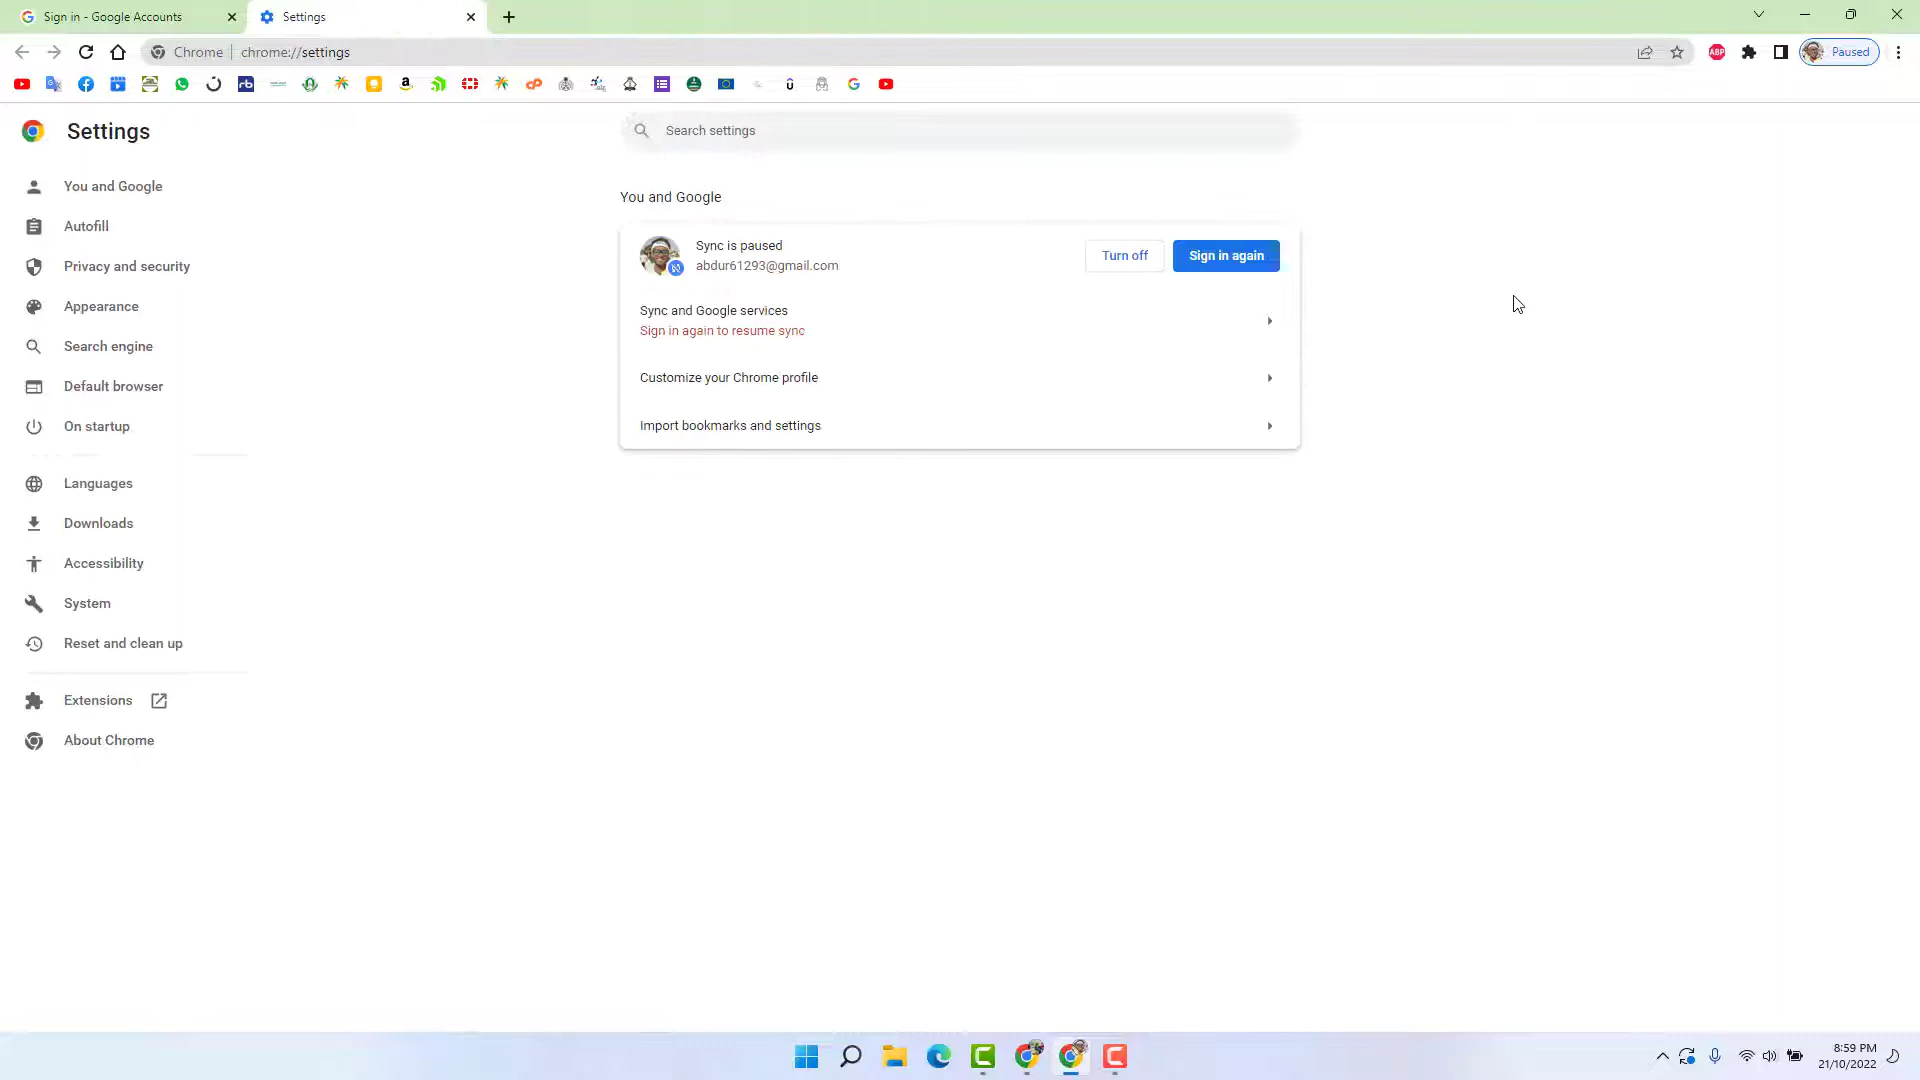 Sign in - Google Accounts
Settings
Chrome
chrome://settings
ABP
Paused
rb
cP
Settings
Search settings
You and Google
Autofill
Privacy and security
Appearance
Search engine
Default browser
On startup
Languages
Downloads
Accessibility
System
Reset and clean up
Extensions
About Chrome
You and Google
Sync is paused
abdur61293@gmail.com
Turn off
Sign in again
Sync and Google services
Sign in again to resume sync
Customize your Chrome profile
Import bookmarks and settings
8:59 PM
21/10/2022